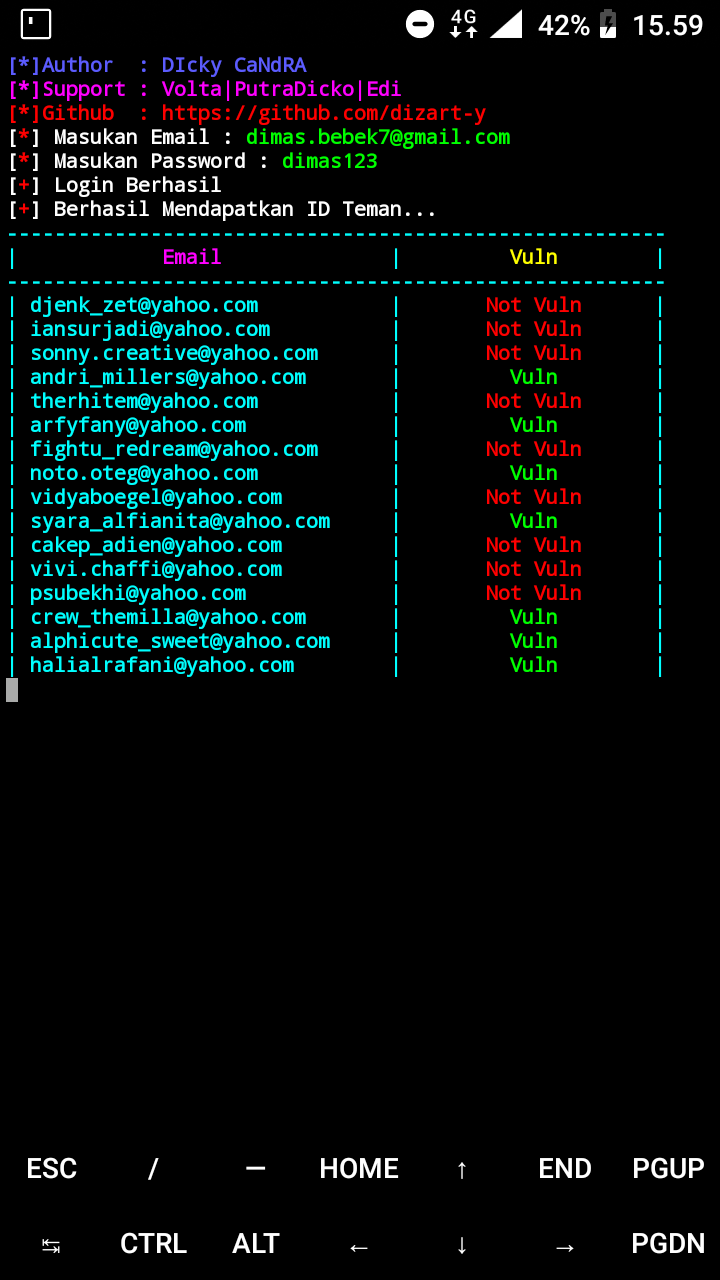 4G 42% 15.59
[*]Author  : DIcky CaNdRA
[*]Support : Volta|PutraDicko|Edi
[*]Github  : https://github.com/dizart-y
[*] Masukan Email : dimas.bebek7@gmail.com
[*] Masukan Password : dimas123
[+] Login Berhasil
[+] Berhasil Mendapatkan ID Teman...
-------------------------------------------------------
| Email | Vuln |
-------------------------------------------------------
| djenk_zet@yahoo.com | Not Vuln |
| iansurjadi@yahoo.com | Not Vuln |
| sonny.creative@yahoo.com | Not Vuln |
| andri_millers@yahoo.com | Vuln |
| therhitem@yahoo.com | Not Vuln |
| arfyfany@yahoo.com | Vuln |
| fightu_redream@yahoo.com | Not Vuln |
| noto.oteg@yahoo.com | Vuln |
| vidyaboegel@yahoo.com | Not Vuln |
| syara_alfianita@yahoo.com | Vuln |
| cakep_adien@yahoo.com | Not Vuln |
| vivi.chaffi@yahoo.com | Not Vuln |
| psubekhi@yahoo.com | Not Vuln |
| crew_themilla@yahoo.com | Vuln |
| alphicute_sweet@yahoo.com | Vuln |
| halialrafani@yahoo.com | Vuln |
ESC / — HOME ↑ END PGUP
↹ CTRL ALT ← ↓ → PGDN